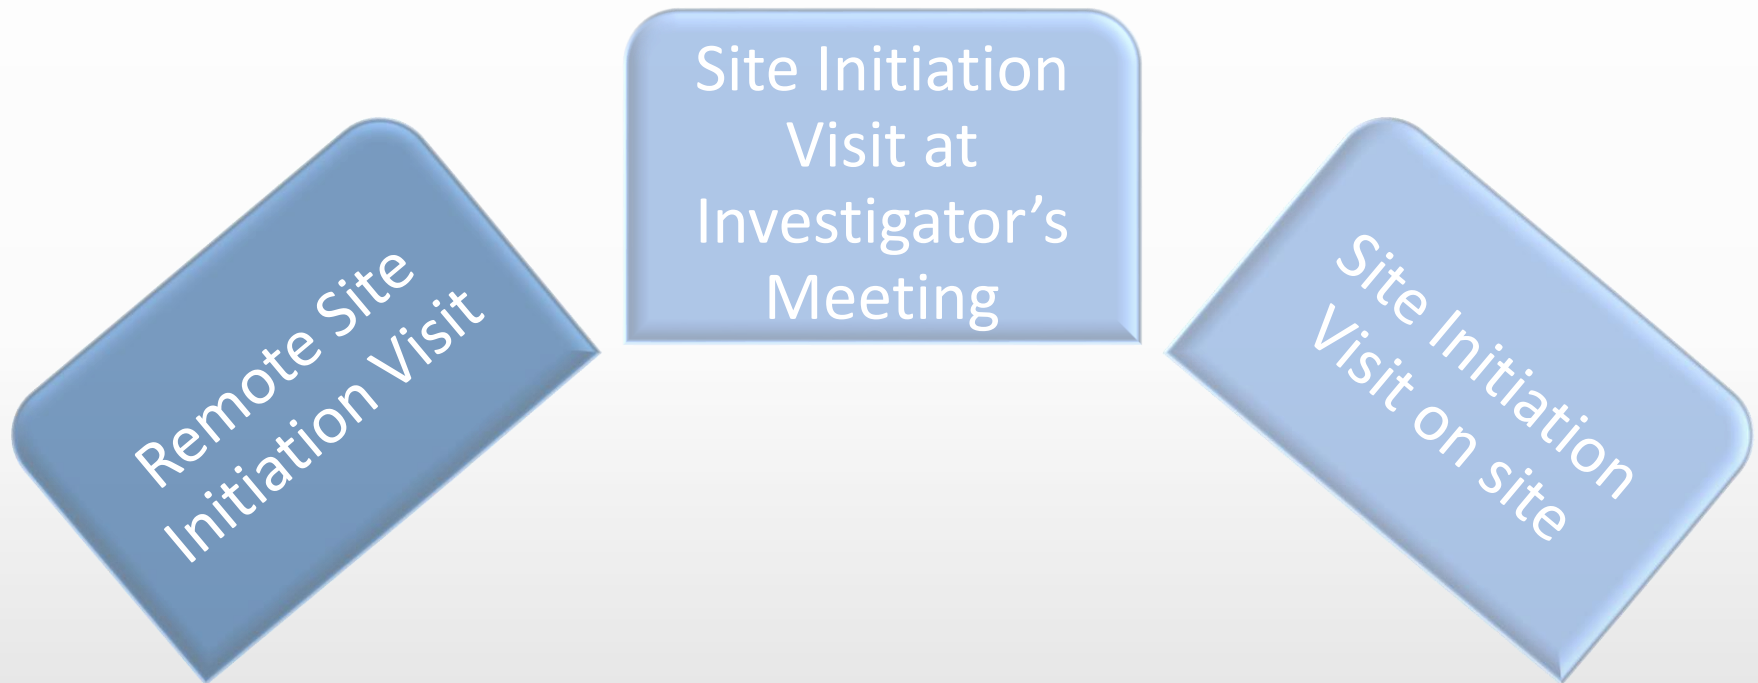 Remote Site
Initiation Visit
Site Initiation
Visit at
Investigator’s
Meeting
Site Initiation
Visit on site